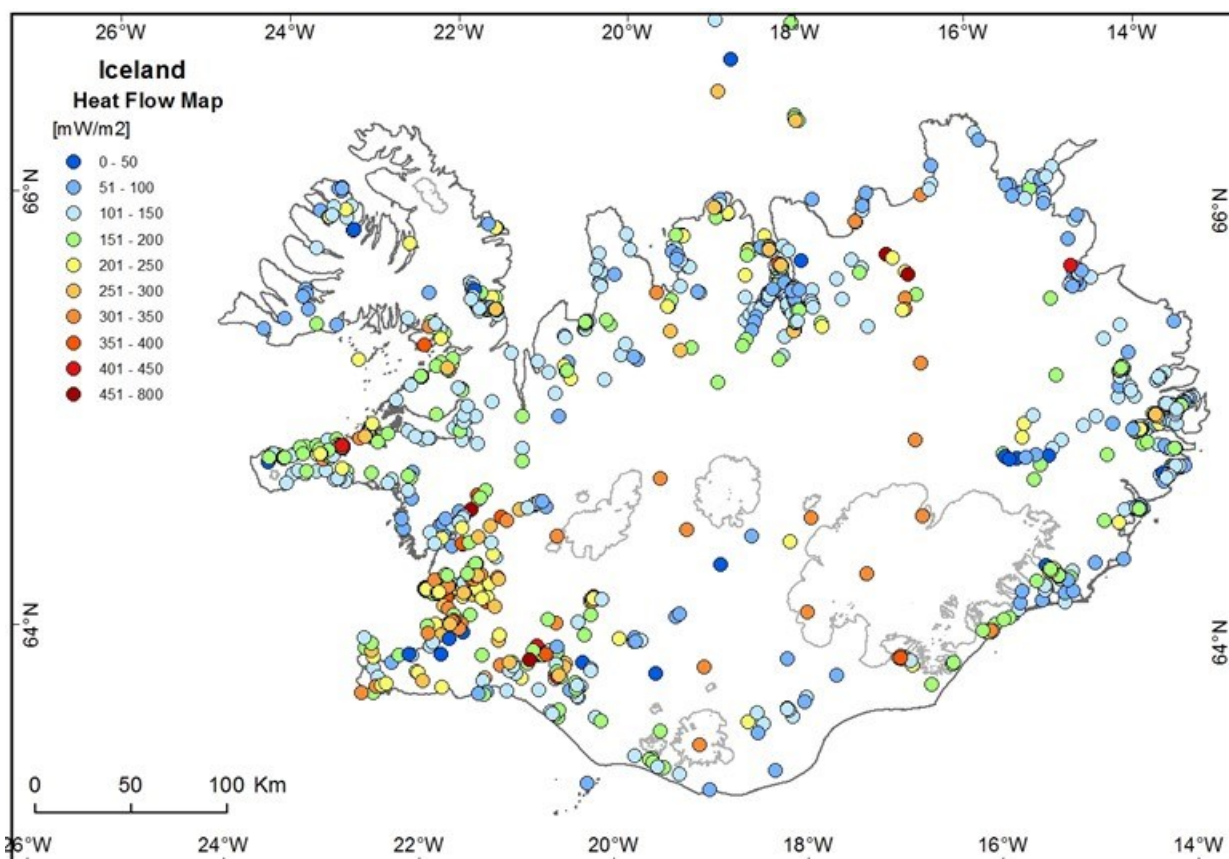 26°W 24°W 22°W 20°W 18°W 16°W 14°W
Iceland
Heat Flow Map
[mW/m2]
0 - 50
51 - 100
101 - 150
151 - 200
201 - 250
251 - 300
301 - 350
351 - 400
401 - 450
451 - 800
66°N 66°N
64°N 64°N
0 50 100 Km
26°W 24°W 22°W 20°W 18°W 16°W 14°W